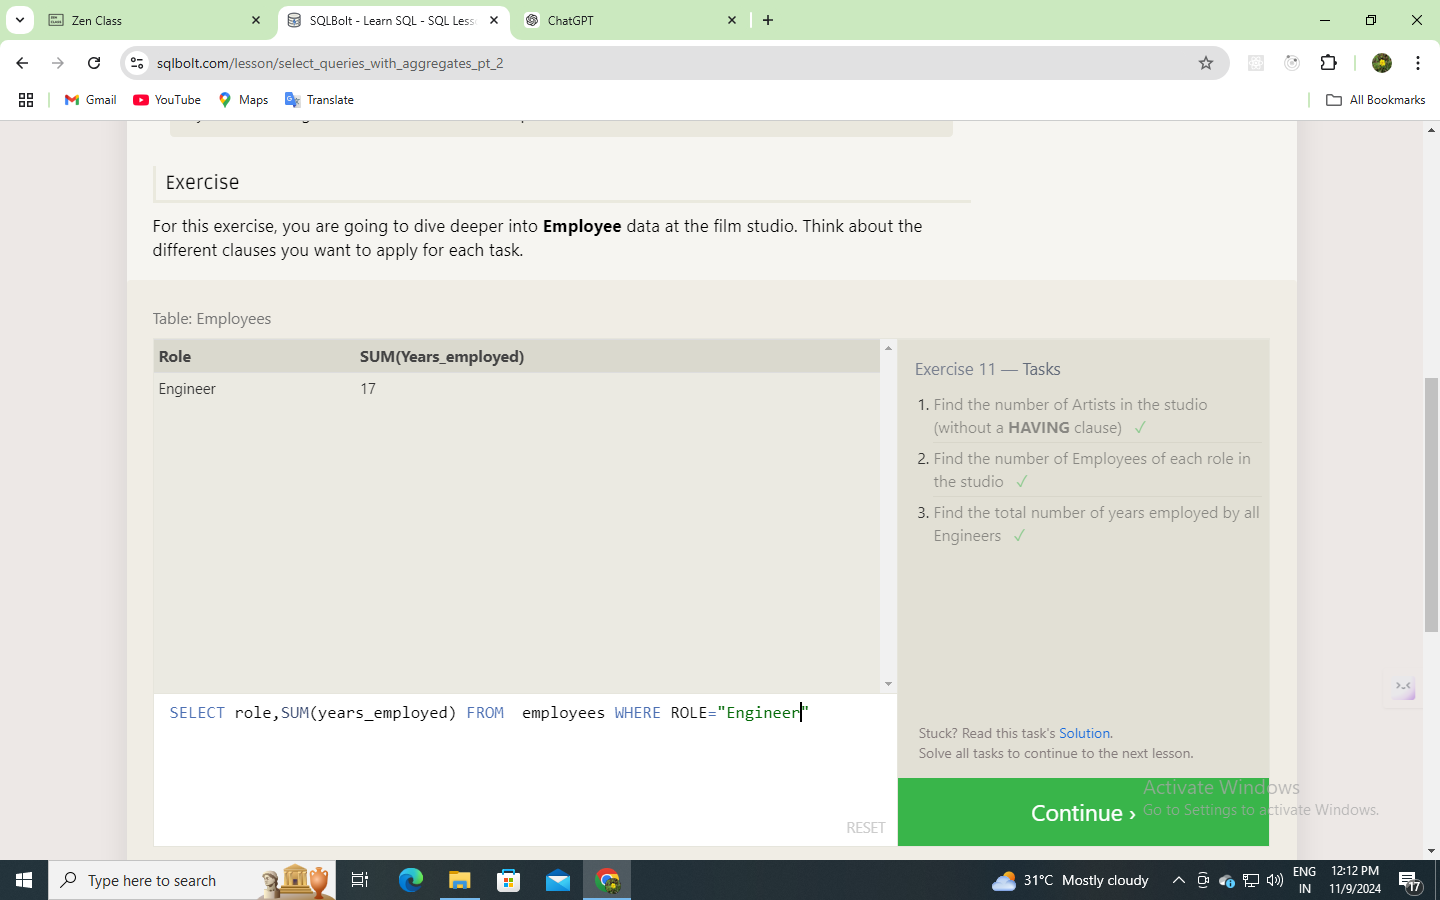 Zen Class
SQLBolt - Learn SQL - SQL Less
ChatGPT
sqlbolt.com/lesson/select_queries_with_aggregates_pt_2
Gmail
YouTube
Maps
Translate
All Bookmarks
Exercise
For this exercise, you are going to dive deeper into Employee data at the film studio. Think about the
different clauses you want to apply for each task.
Table: Employees
Role SUM(Years_employed)
Engineer 17
SELECT role,SUM(years_employed) FROM  employees WHERE ROLE="Engineer"
RESET
Exercise 11 — Tasks
1. Find the number of Artists in the studio
(without a HAVING clause) ✓
2. Find the number of Employees of each role in
the studio ✓
3. Find the total number of years employed by all
Engineers ✓
Stuck? Read this task's Solution.
Solve all tasks to continue to the next lesson.
Continue ›
Activate Windows
Go to Settings to activate Windows.
Type here to search
31°C Mostly cloudy
ENG
IN
12:12 PM
11/9/2024
17